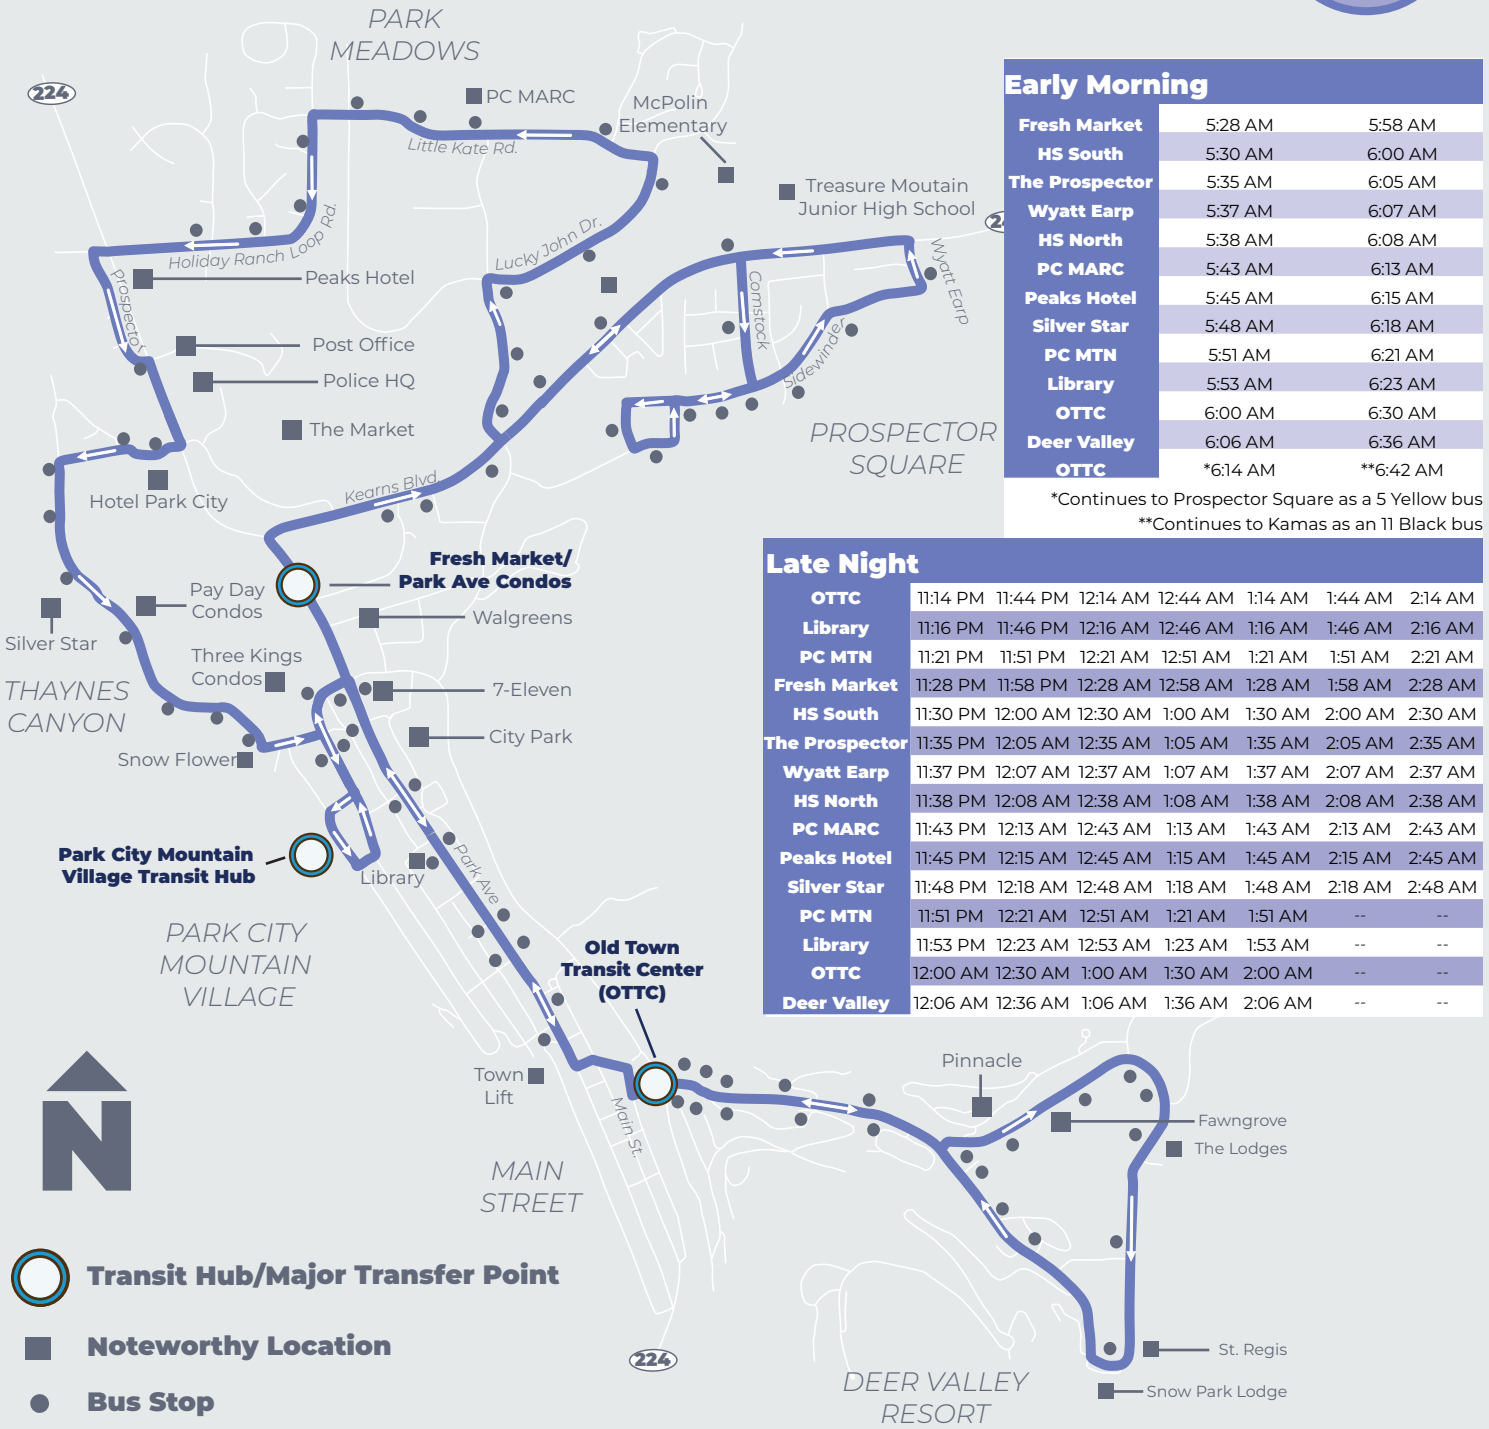 PARK
MEADOWS
224
PC MARC
McPolin
Elementary
Little Kate Rd.
Treasure Moutain
Junior High School
Lucky John Dr.
Holiday Ranch Loop Rd.
Peaks Hotel
Prospector
Post Office
Police HQ
The Market
Comstock
Wyatt Earp
Sidewinder
PROSPECTOR
SQUARE
Hotel Park City
Kearns Blvd.
Fresh Market/
Park Ave Condos
Pay Day
Condos
Walgreens
Silver Star
Three Kings
Condos
THAYNES
CANYON
7-Eleven
City Park
Snow Flower
Park City Mountain
Village Transit Hub
Library
Park Ave
PARK CITY
MOUNTAIN
VILLAGE
Old Town
Transit Center
(OTTC)
Town
Lift
Main St.
MAIN
STREET
Pinnacle
Fawngrove
The Lodges
St. Regis
Snow Park Lodge
DEER VALLEY
RESORT
224
N
Transit Hub/Major Transfer Point
Noteworthy Location
Bus Stop
Early Morning
Fresh Market 5:28 AM 5:58 AM
HS South 5:30 AM 6:00 AM
The Prospector 5:35 AM 6:05 AM
Wyatt Earp 5:37 AM 6:07 AM
HS North 5:38 AM 6:08 AM
PC MARC 5:43 AM 6:13 AM
Peaks Hotel 5:45 AM 6:15 AM
Silver Star 5:48 AM 6:18 AM
PC MTN 5:51 AM 6:21 AM
Library 5:53 AM 6:23 AM
OTTC 6:00 AM 6:30 AM
Deer Valley 6:06 AM 6:36 AM
OTTC *6:14 AM **6:42 AM
*Continues to Prospector Square as a 5 Yellow bus
**Continues to Kamas as an 11 Black bus
Late Night
OTTC 11:14 PM 11:44 PM 12:14 AM 12:44 AM 1:14 AM 1:44 AM 2:14 AM
Library 11:16 PM 11:46 PM 12:16 AM 12:46 AM 1:16 AM 1:46 AM 2:16 AM
PC MTN 11:21 PM 11:51 PM 12:21 AM 12:51 AM 1:21 AM 1:51 AM 2:21 AM
Fresh Market 11:28 PM 11:58 PM 12:28 AM 12:58 AM 1:28 AM 1:58 AM 2:28 AM
HS South 11:30 PM 12:00 AM 12:30 AM 1:00 AM 1:30 AM 2:00 AM 2:30 AM
The Prospector 11:35 PM 12:05 AM 12:35 AM 1:05 AM 1:35 AM 2:05 AM 2:35 AM
Wyatt Earp 11:37 PM 12:07 AM 12:37 AM 1:07 AM 1:37 AM 2:07 AM 2:37 AM
HS North 11:38 PM 12:08 AM 12:38 AM 1:08 AM 1:38 AM 2:08 AM 2:38 AM
PC MARC 11:43 PM 12:13 AM 12:43 AM 1:13 AM 1:43 AM 2:13 AM 2:43 AM
Peaks Hotel 11:45 PM 12:15 AM 12:45 AM 1:15 AM 1:45 AM 2:15 AM 2:45 AM
Silver Star 11:48 PM 12:18 AM 12:48 AM 1:18 AM 1:48 AM 2:18 AM 2:48 AM
PC MTN 11:51 PM 12:21 AM 12:51 AM 1:21 AM 1:51 AM -- --
Library 11:53 PM 12:23 AM 12:53 AM 1:23 AM 1:53 AM -- --
OTTC 12:00 AM 12:30 AM 1:00 AM 1:30 AM 2:00 AM -- --
Deer Valley 12:06 AM 12:36 AM 1:06 AM 1:36 AM 2:06 AM -- --